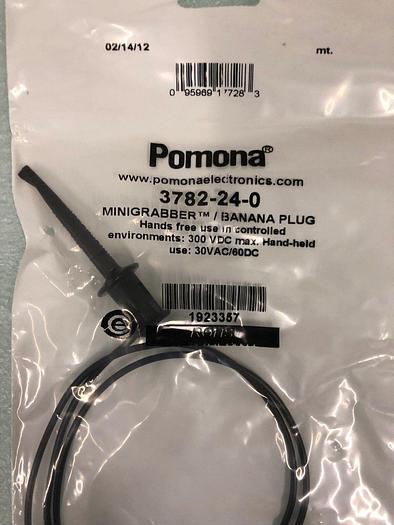 02/14/12
mt.
0 95969 17728 3
Pomona®
www.pomonaelectronics.com
3782-24-0
MINIGRABBER™ / BANANA PLUG
Hands free use in controlled
environments: 300 VDC max. Hand-held
use: 30VAC/60DC
1923357